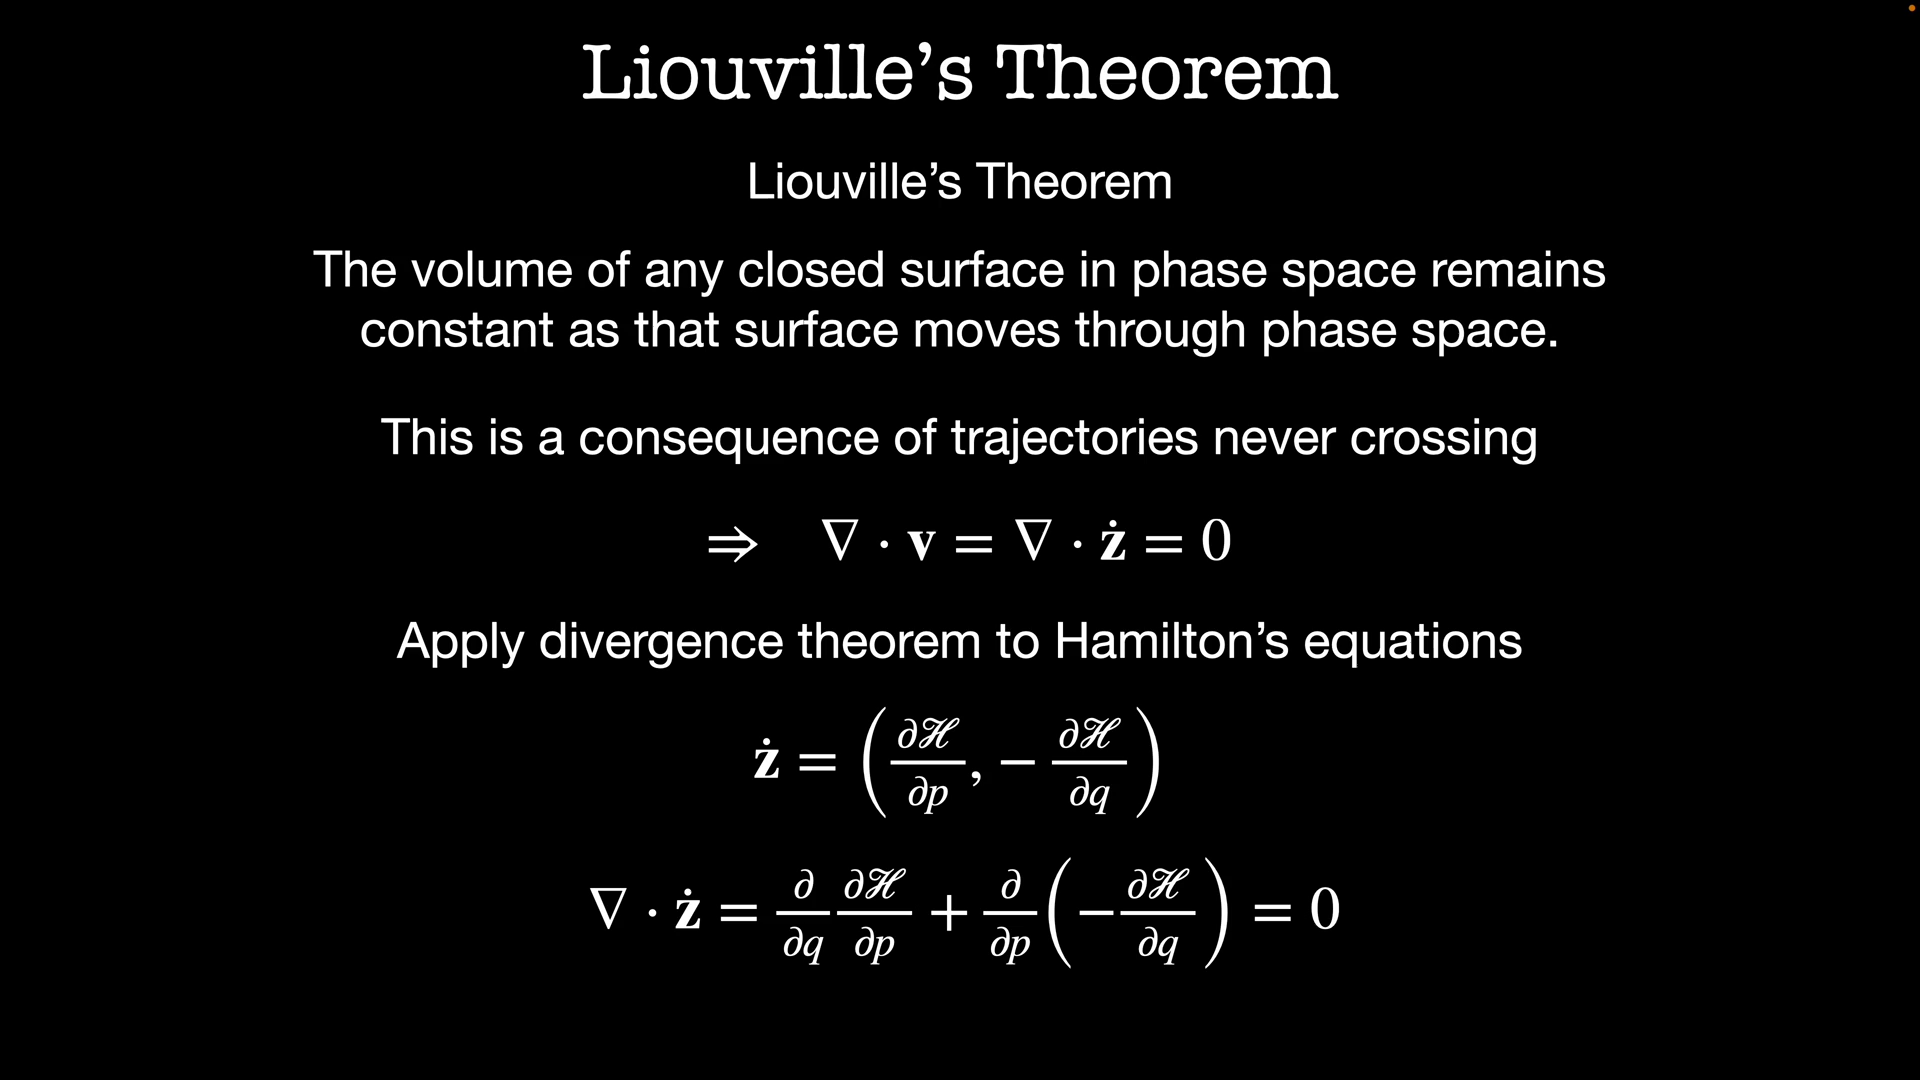 Liouville’s Theorem
Liouville’s Theorem
The volume of any closed surface in phase space remains
constant as that surface moves through phase space.
This is a consequence of trajectories never crossing
⇒ ∇ · v = ∇ · ż = 0
Apply divergence theorem to Hamilton’s equations
ż = (∂ℋ/∂p, −∂ℋ/∂q)
∇ · ż = ∂/∂q ∂ℋ/∂p + ∂/∂p (−∂ℋ/∂q) = 0